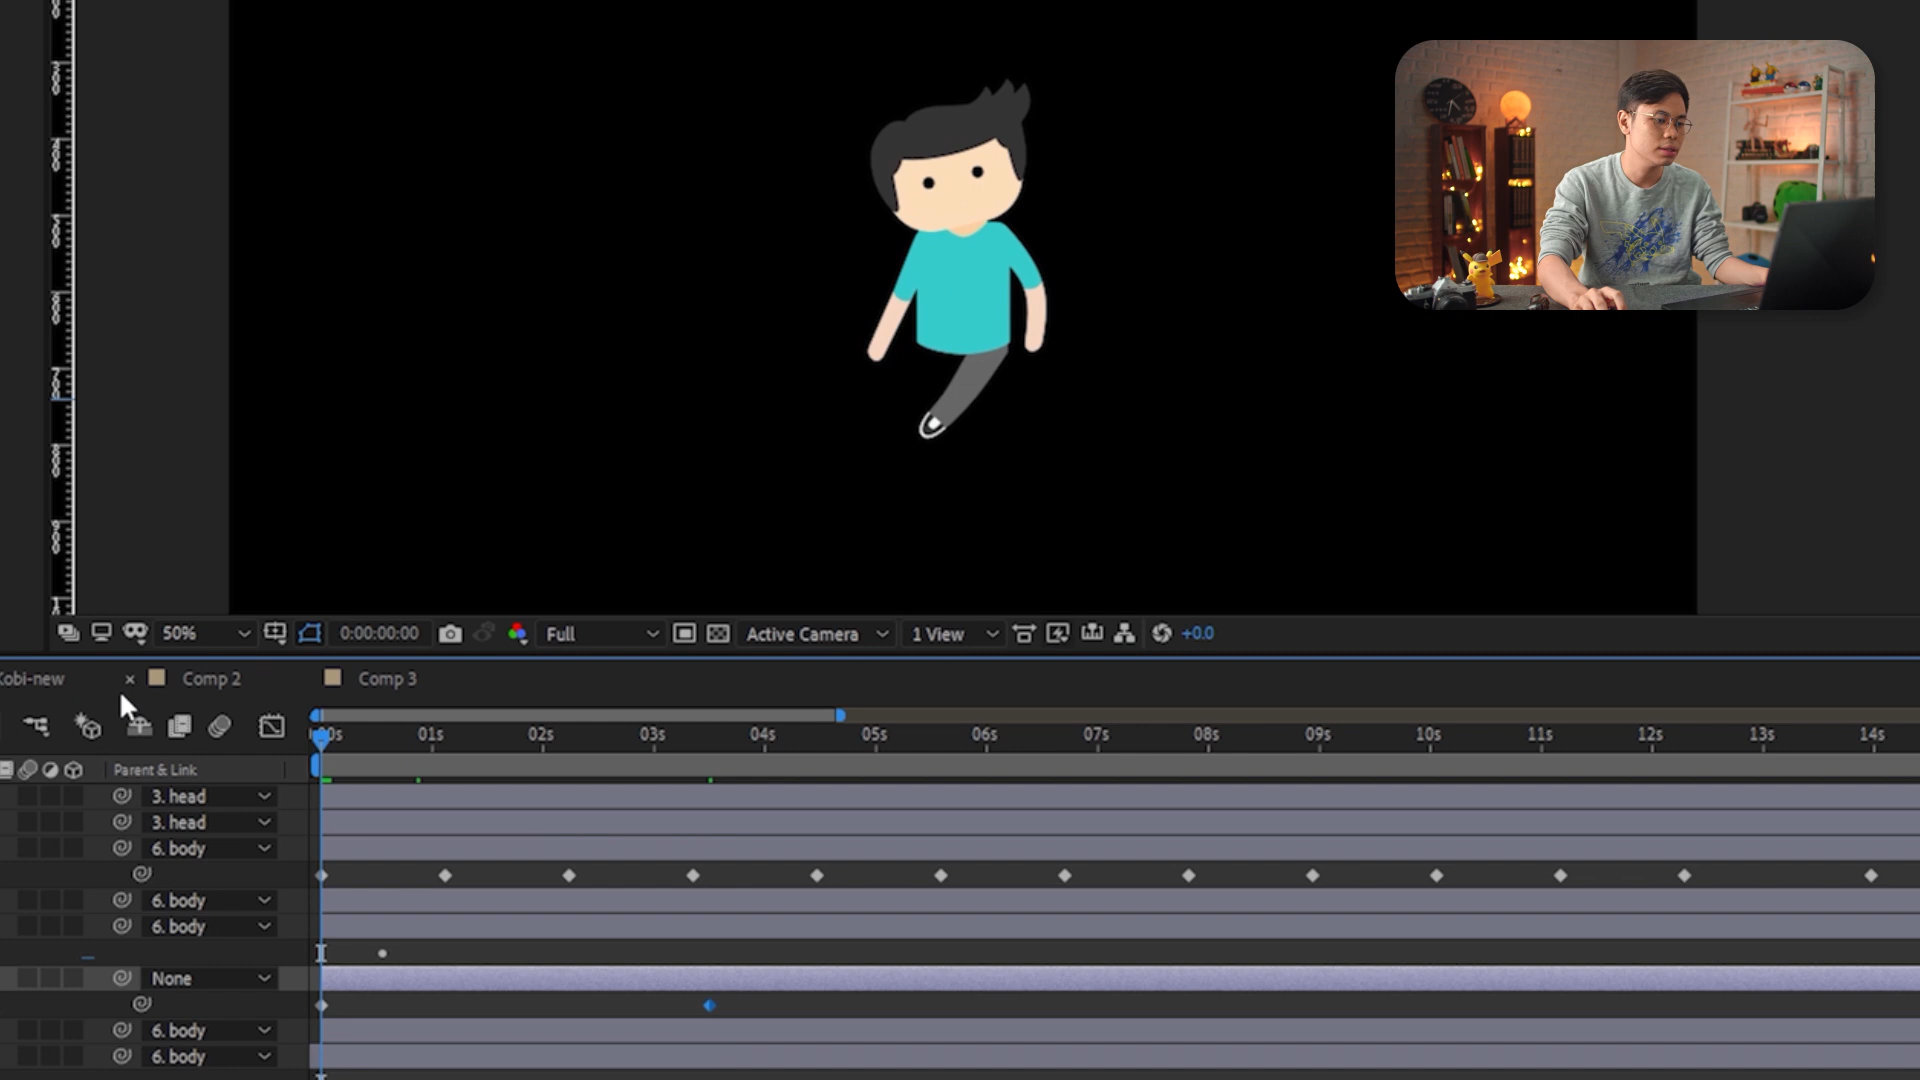 50%
0:00:00:00
Full
Active Camera
1 View
+0.0
Kobi-new
×
Comp 2
Comp 3
01s 02s 03s 04s 05s 06s 07s 08s 09s 10s 11s 12s 13s 14s
Parent & Link
3. head
3. head
6. body
6. body
6. body
None
6. body
6. body